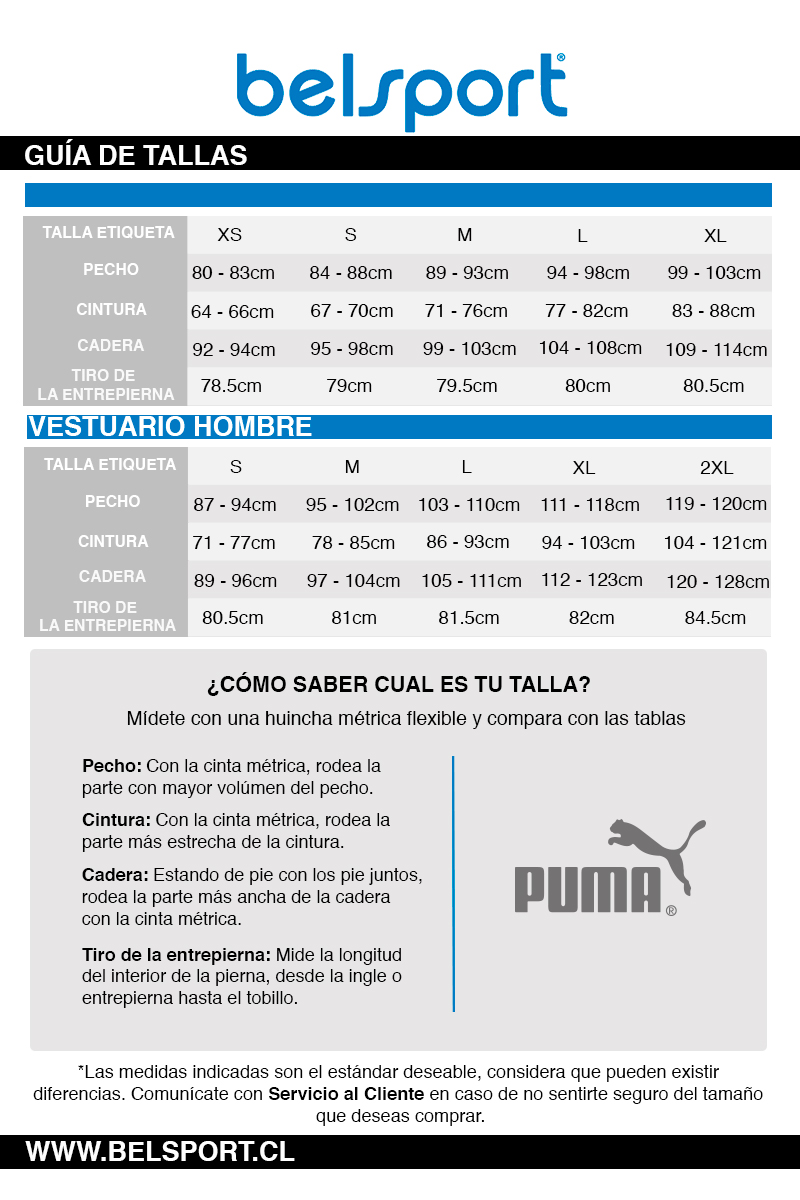 belsport®
GUÍA DE TALLAS
TALLA ETIQUETA XS S M L XL
PECHO 80 - 83cm 84 - 88cm 89 - 93cm 94 - 98cm 99 - 103cm
CINTURA 64 - 66cm 67 - 70cm 71 - 76cm 77 - 82cm 83 - 88cm
CADERA 92 - 94cm 95 - 98cm 99 - 103cm 104 - 108cm 109 - 114cm
TIRO DE
LA ENTREPIERNA 78.5cm 79cm 79.5cm 80cm 80.5cm
VESTUARIO HOMBRE
TALLA ETIQUETA S M L XL 2XL
PECHO 87 - 94cm 95 - 102cm 103 - 110cm 111 - 118cm 119 - 120cm
CINTURA 71 - 77cm 78 - 85cm 86 - 93cm 94 - 103cm 104 - 121cm
CADERA 89 - 96cm 97 - 104cm 105 - 111cm 112 - 123cm 120 - 128cm
TIRO DE
LA ENTREPIERNA 80.5cm 81cm 81.5cm 82cm 84.5cm
¿CÓMO SABER CUAL ES TU TALLA?
Mídete con una huincha métrica flexible y compara con las tablas
Pecho: Con la cinta métrica, rodea la
parte con mayor volúmen del pecho.
Cintura: Con la cinta métrica, rodea la
parte más estrecha de la cintura.
Cadera: Estando de pie con los pie juntos,
rodea la parte más ancha de la cadera
con la cinta métrica.
Tiro de la entrepierna: Mide la longitud
del interior de la pierna, desde la ingle o
entrepierna hasta el tobillo.
PUMA®
*Las medidas indicadas son el estándar deseable, considera que pueden existir
diferencias. Comunícate con Servicio al Cliente en caso de no sentirte seguro del tamaño
que deseas comprar.
WWW.BELSPORT.CL